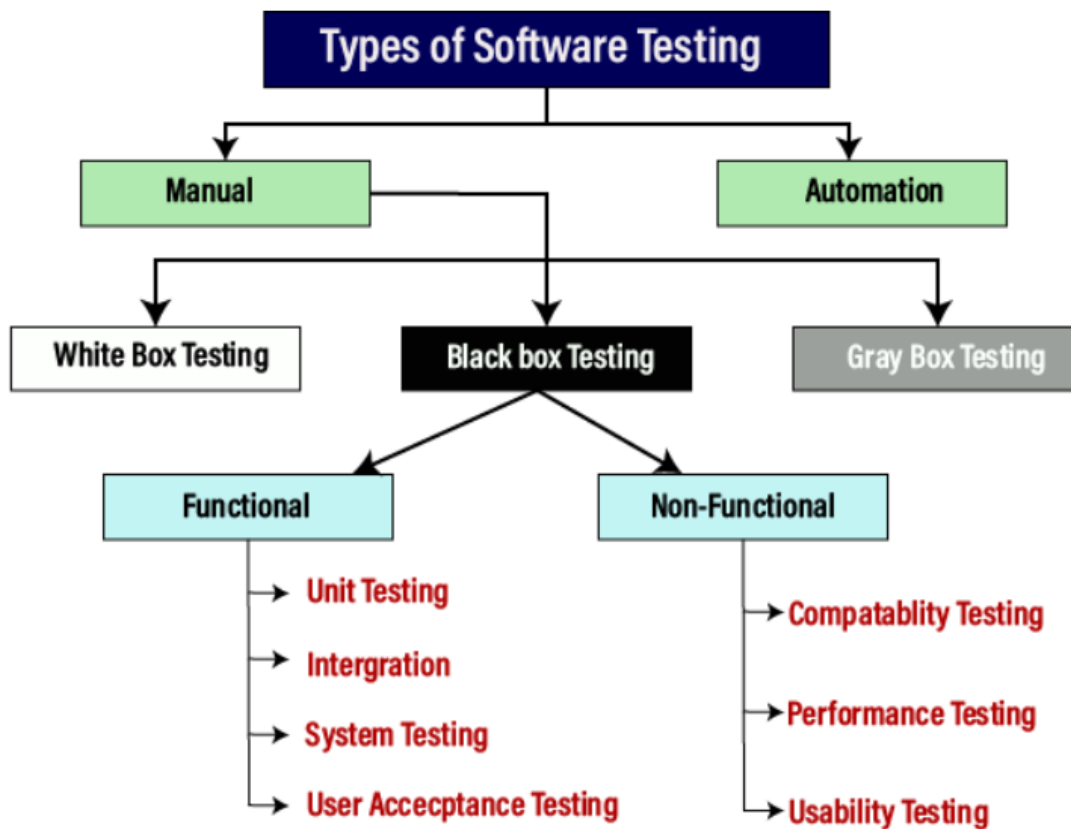 Types of Software Testing
Manual
Automation
White Box Testing
Black box Testing
Gray Box Testing
Functional
Non-Functional
Unit Testing
Intergration
System Testing
User Accecptance Testing
Compatablity Testing
Performance Testing
Usability Testing